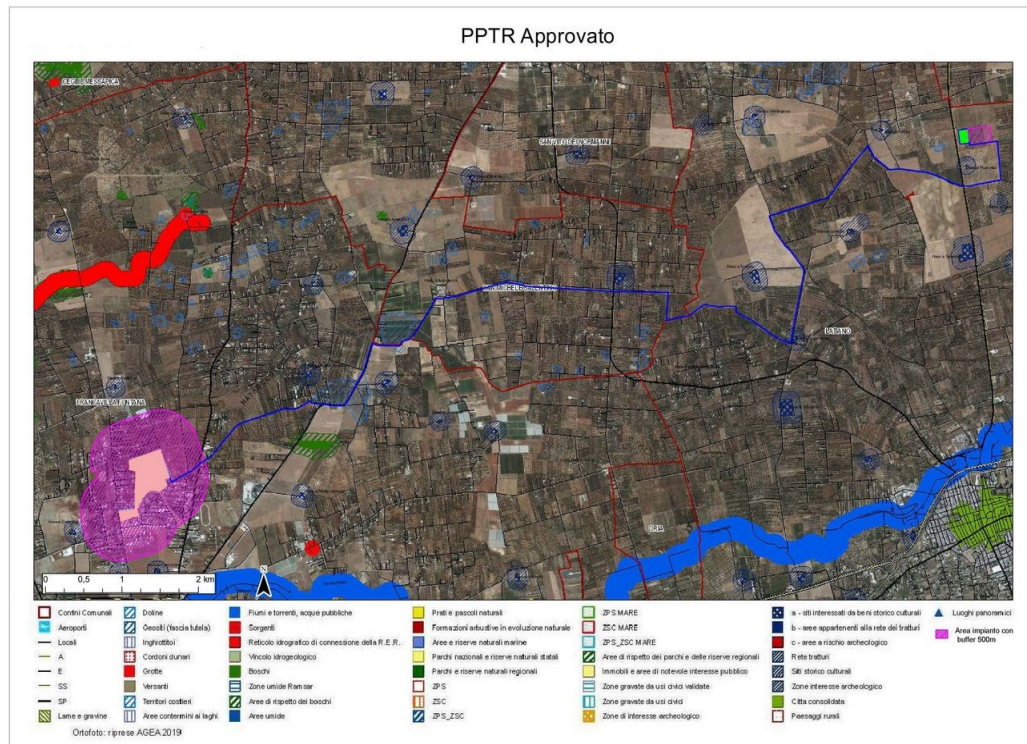 PPTR Approvato
CEGLIE MESSAPICA
SAN VITO DEI NORMANNI
LATIANO
FRANCAVILLA FONTANA
ORIA
0 0,5 1 2 km
N
Confini Comunali
Aeroporti
Locali
A
E
SS
SP
Lame e gravine
Doline
Geositi (fascia tutela)
Inghiottitoi
Cordoni dunari
Grotte
Versanti
Territori costieri
Aree contermini ai laghi
Fiumi e torrenti, acque pubbliche
Sorgenti
Reticolo idrografico di connessione della R.E.R.
Vincolo idrogeologico
Boschi
Zone umide Ramsar
Aree di rispetto dei boschi
Aree umide
Prati e pascoli naturali
Formazioni arbustive in evoluzione naturale
Aree e riserve naturali marine
Parchi nazionali e riserve naturali statali
Parchi e riserve naturali regionali
ZPS
ZSC
ZPS_ZSC
ZPS MARE
ZSC MARE
ZPS_ZSC MARE
Aree di rispetto dei parchi e delle riserve regionali
Immobili e aree di notevole interesse pubblico
Zone gravate da usi civici validate
Zone gravate da usi civici
Zone di interesse archeologico
a - siti interessati da beni storico culturali
b - aree appartenenti alla rete dei tratturi
c - aree a rischio archeologico
Rete tratturi
Siti storico culturali
Zone interesse archeologico
Citta consolidata
Paesaggi rurali
Luoghi panoramici
Area impianto con
buffer 500m
Ortofoto: riprese AGEA 2019